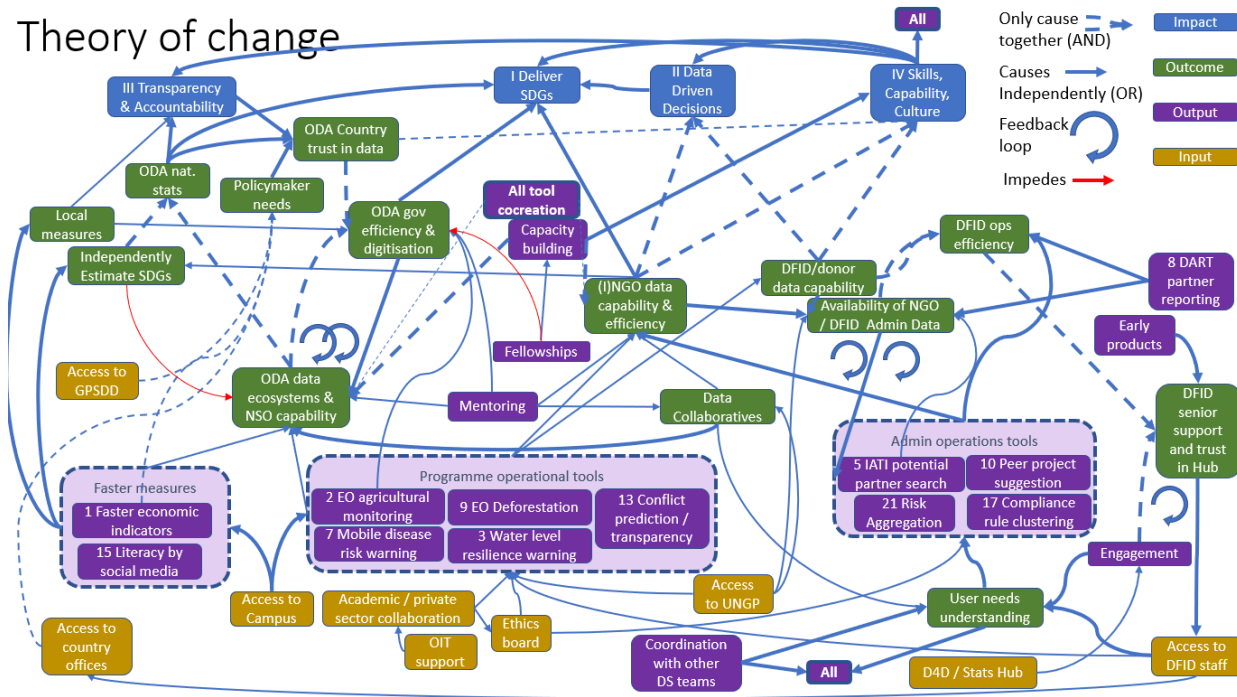 Theory of change
All
Only cause
together (AND)
Causes
Independently (OR)
Feedback
loop
Impedes
Impact
Outcome
Output
Input
III Transparency
& Accountability
I Deliver
SDGs
II Data
Driven
Decisions
IV Skills,
Capability,
Culture
ODA Country
trust in data
ODA nat.
stats
Policymaker
needs
All tool
cocreation
Capacity
building
Local
measures
ODA gov
efficiency &
digitisation
DFID ops
efficiency
Independently
Estimate SDGs
DFID/donor
data capability
8 DART
partner
reporting
(I)NGO data
capability &
efficiency
Availability of NGO
/ DFID Admin Data
Early
products
Fellowships
Access to
GPSDD
ODA data
ecosystems &
NSO capability
Mentoring
Data
Collaboratives
DFID
senior
support
and trust
in Hub
Faster measures
1 Faster economic
indicators
15 Literacy by
social media
Programme operational tools
2 EO agricultural
monitoring
9 EO Deforestation
13 Conflict
prediction /
transparency
7 Mobile disease
risk warning
3 Water level
resilience warning
Admin operations tools
5 IATI potential
partner search
10 Peer project
suggestion
21 Risk
Aggregation
17 Compliance
rule clustering
Engagement
Access to
Campus
Academic / private
sector collaboration
Ethics
board
Access
to UNGP
User needs
understanding
Access to
country
offices
OIT
support
Coordination
with other
DS teams
All
D4D / Stats Hub
Access to
DFID staff